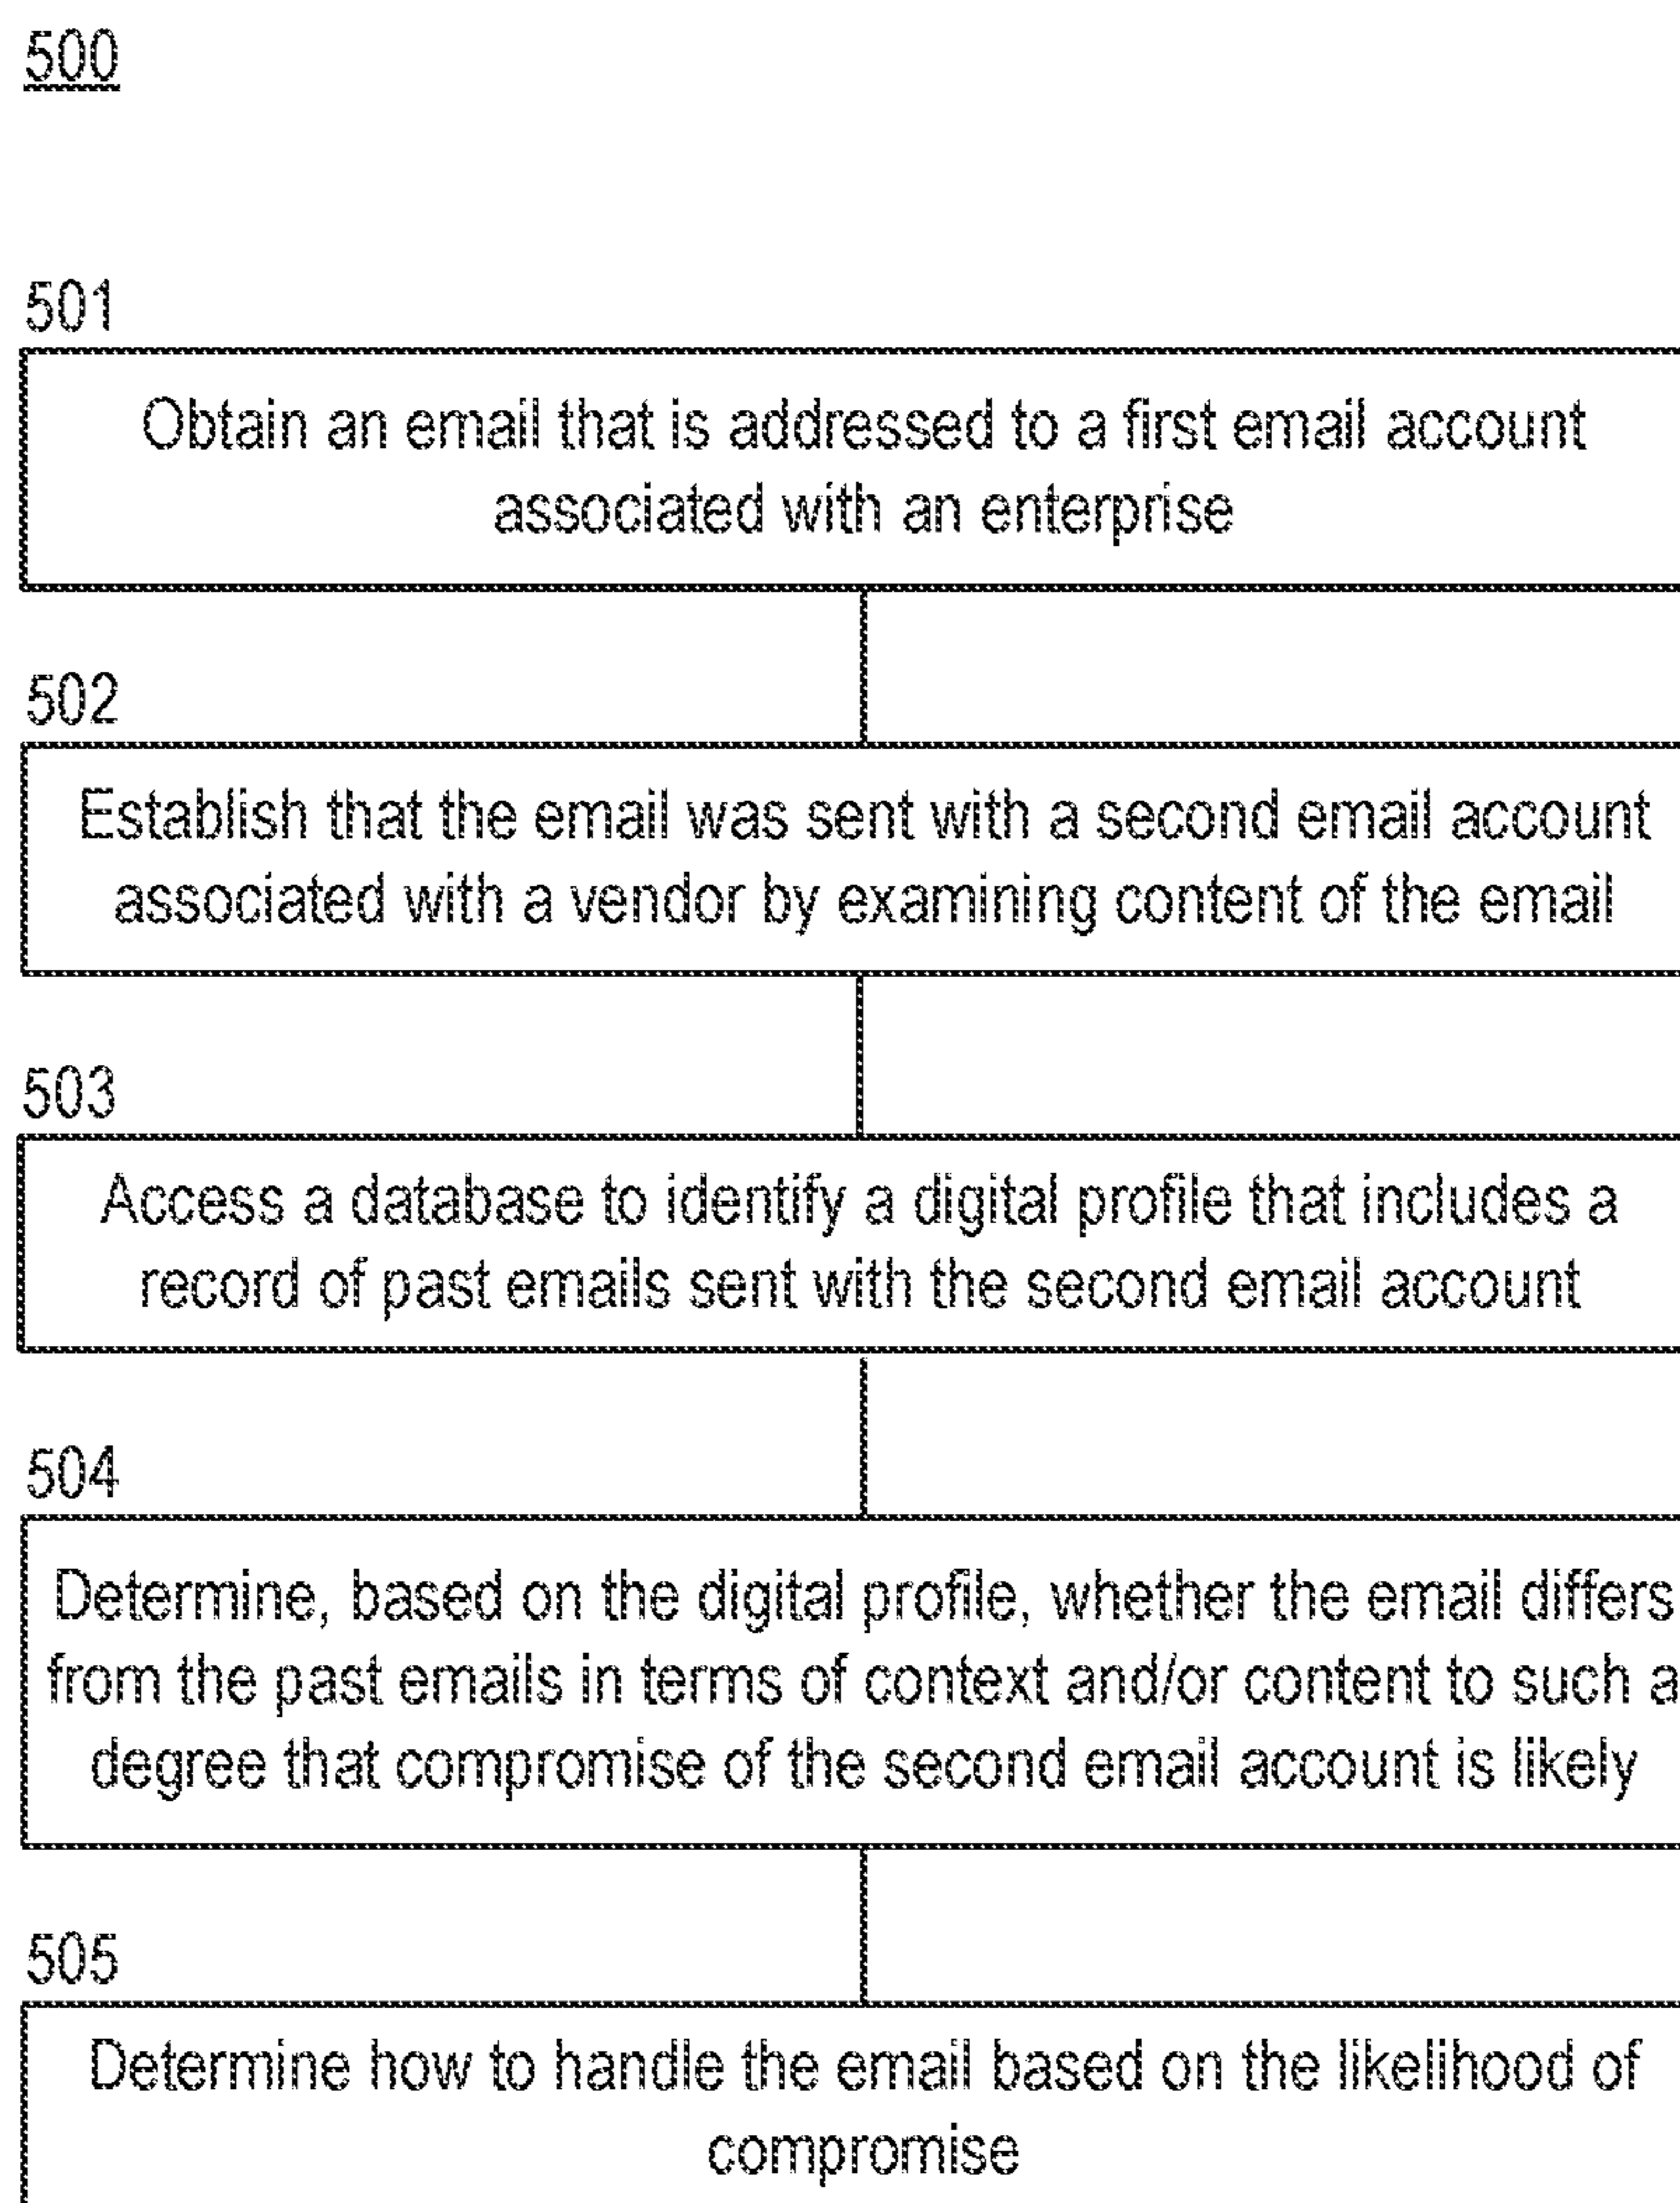 500
501
Obtain an email that is addressed to a first email account
associated with an enterprise
502
Establish that the email was sent with a second email account
associated with a vendor by examining content of the email
503
Access a database to identify a digital profile that includes a
record of past emails sent with the second email account
504
Determine, based on the digital profile, whether the email differs
from the past emails in terms of context and/or content to such a
degree that compromise of the second email account is likely
505
Determine how to handle the email based on the likelihood of
compromise